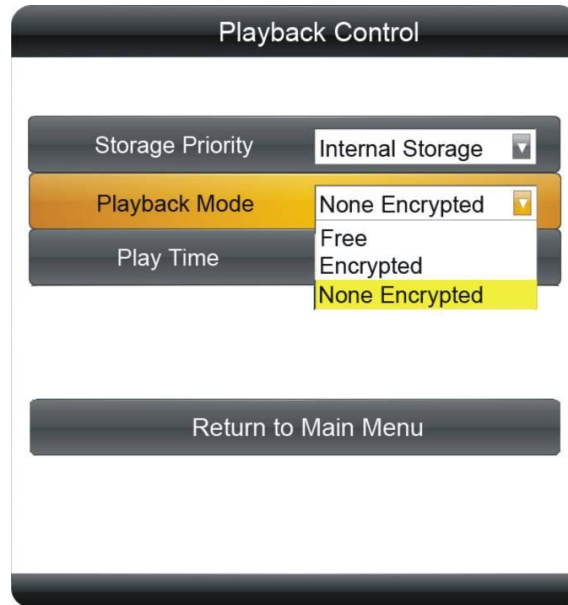 Playback Control
Storage Priority Internal Storage
Playback Mode None Encrypted
Free
Play Time
Encrypted
None Encrypted
Return to Main Menu